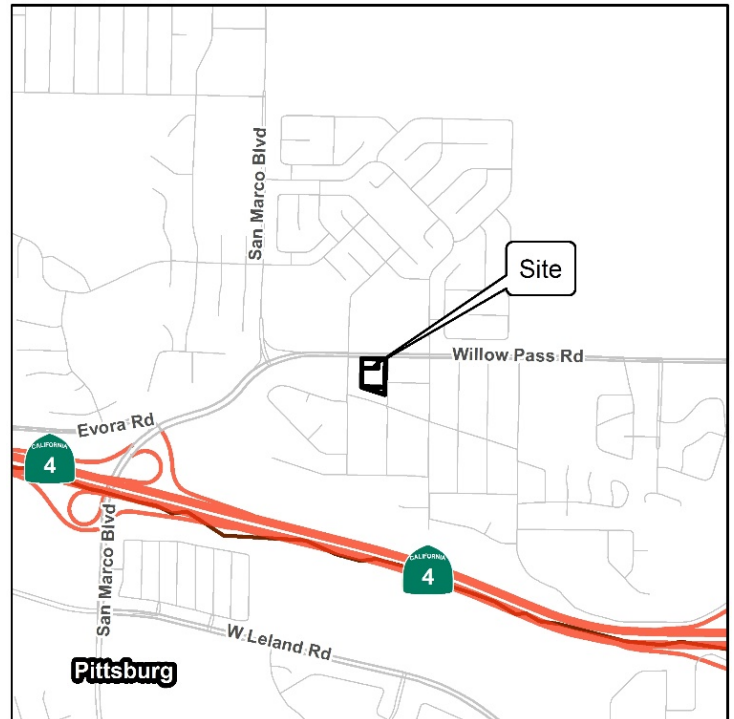 San Marco Blvd
Site
Willow Pass Rd
Evora Rd
CALIFORNIA
4
San Marco Blvd
CALIFORNIA
4
W Leland Rd
Pittsburg